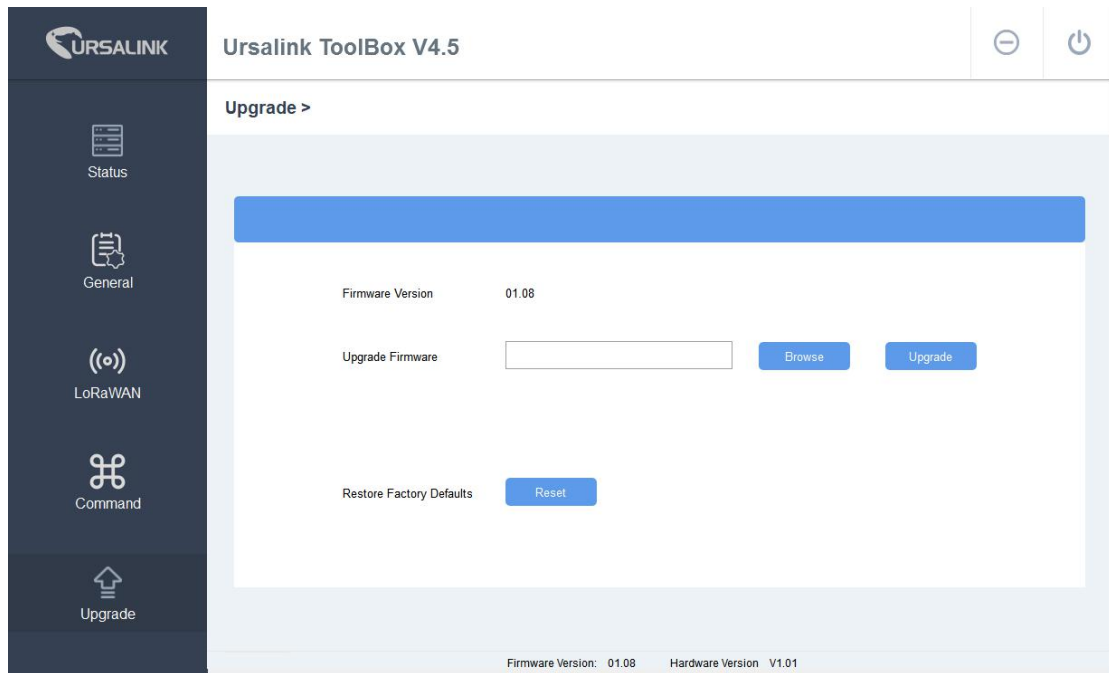 URSALINK
Ursalink ToolBox V4.5
Upgrade >
Status
General
LoRaWAN
Command
Upgrade
Firmware Version 01.08
Upgrade Firmware Browse Upgrade
Restore Factory Defaults Reset
Firmware Version: 01.08 Hardware Version V1.01